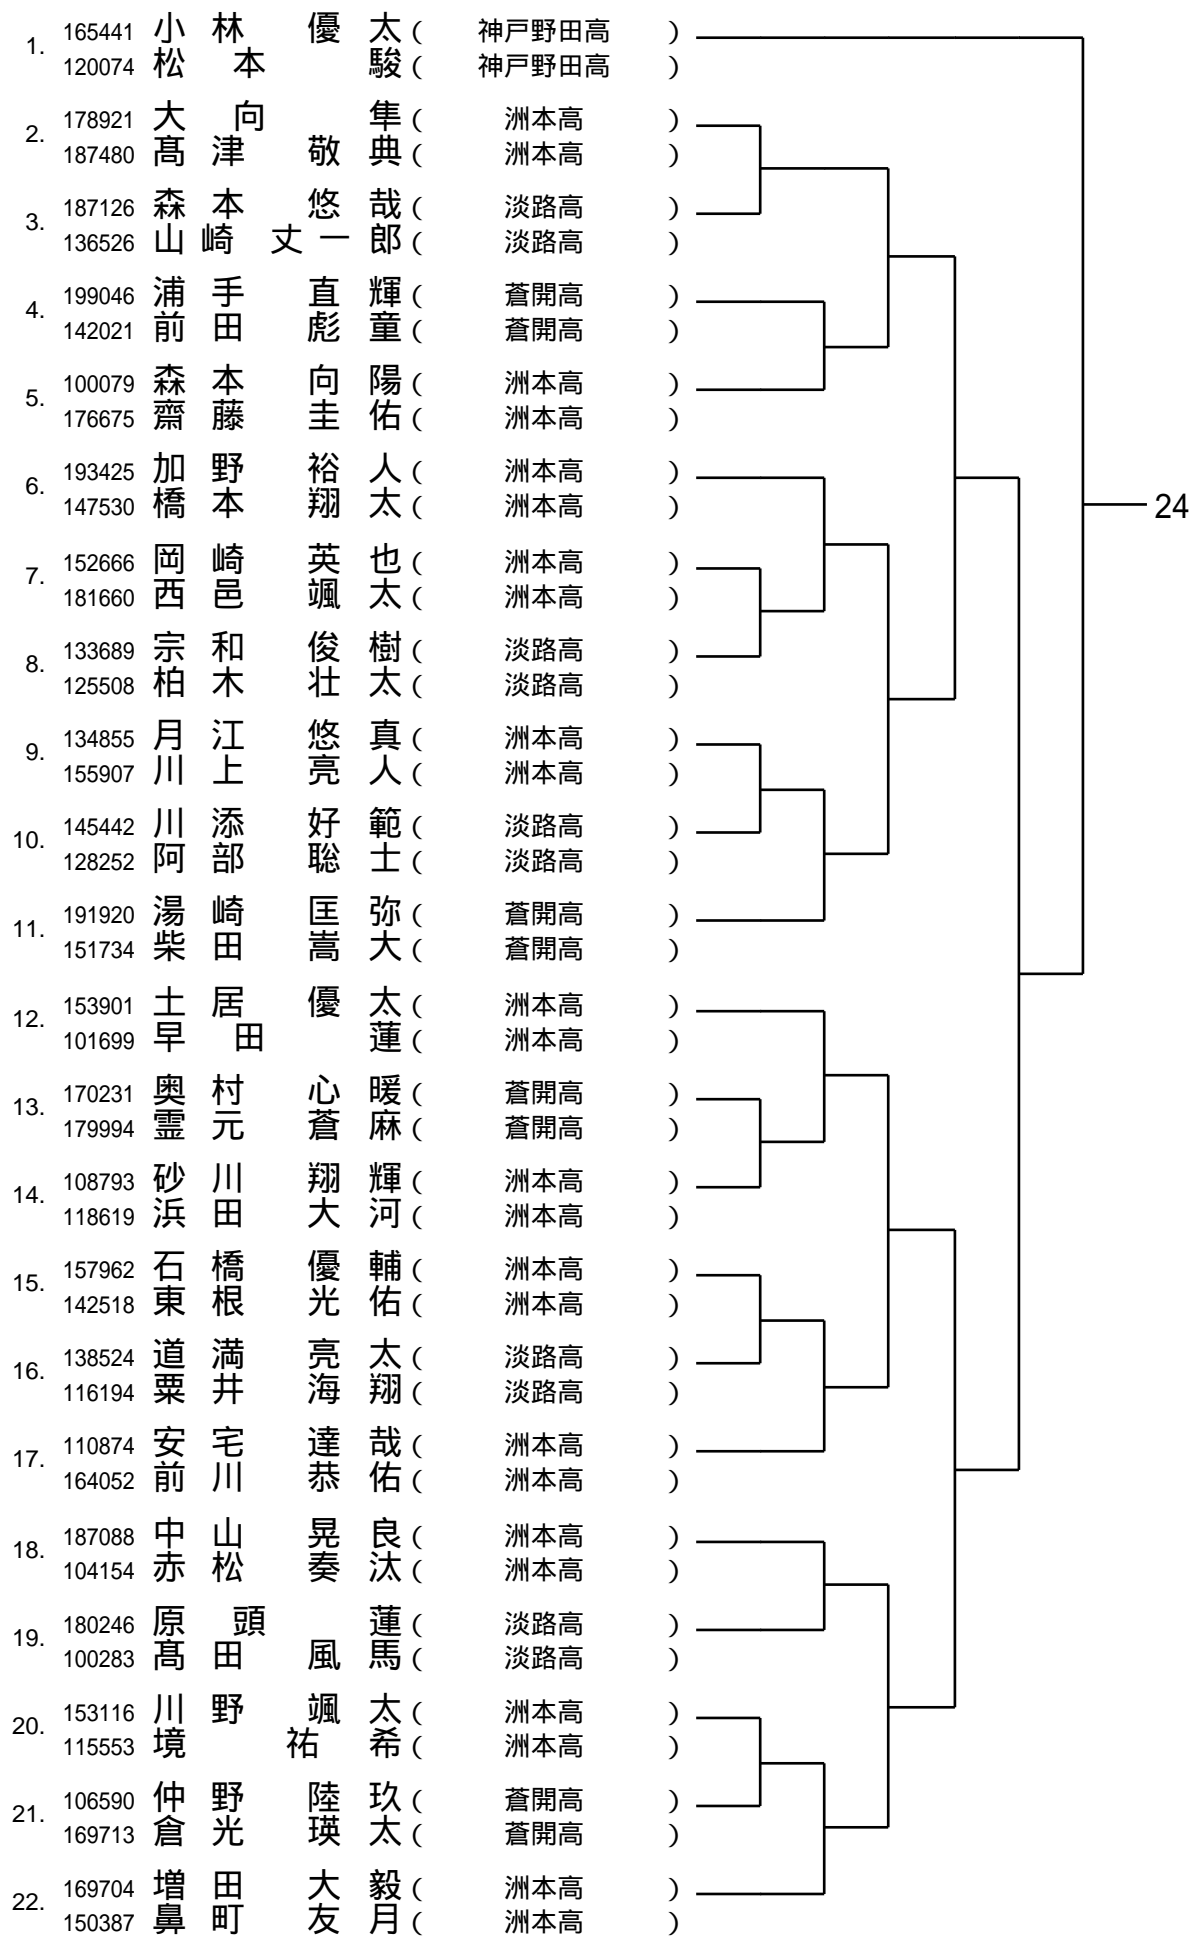 1. 165441 小林 優太 ( 神戸野田高 )
120074 松本 駿 ( 神戸野田高 )
2. 178921 大向 隼 ( 洲本高 )
187480 髙津 敬典 ( 洲本高 )
3. 187126 森本 悠哉 ( 淡路高 )
136526 山崎 丈一郎 ( 淡路高 )
4. 199046 浦手 直輝 ( 蒼開高 )
142021 前田 彪童 ( 蒼開高 )
5. 100079 森本 向陽 ( 洲本高 )
176675 齋藤 圭佑 ( 洲本高 )
6. 193425 加野 裕人 ( 洲本高 )
147530 橋本 翔太 ( 洲本高 )
24
7. 152666 岡崎 英也 ( 洲本高 )
181660 西邑 颯太 ( 洲本高 )
8. 133689 宗和 俊樹 ( 淡路高 )
125508 柏木 壮太 ( 淡路高 )
9. 134855 月江 悠真 ( 洲本高 )
155907 川上 亮人 ( 洲本高 )
10. 145442 川添 好範 ( 淡路高 )
128252 阿部 聡士 ( 淡路高 )
11. 191920 湯崎 匡弥 ( 蒼開高 )
151734 柴田 嵩大 ( 蒼開高 )
12. 153901 土居 優太 ( 洲本高 )
101699 早田 蓮 ( 洲本高 )
13. 170231 奥村 心暖 ( 蒼開高 )
179994 霊元 蒼麻 ( 蒼開高 )
14. 108793 砂川 翔輝 ( 洲本高 )
118619 浜田 大河 ( 洲本高 )
15. 157962 石橋 優輔 ( 洲本高 )
142518 東根 光佑 ( 洲本高 )
16. 138524 道満 亮太 ( 淡路高 )
116194 粟井 海翔 ( 淡路高 )
17. 110874 安宅 達哉 ( 洲本高 )
164052 前川 恭佑 ( 洲本高 )
18. 187088 中山 晃良 ( 洲本高 )
104154 赤松 奏汰 ( 洲本高 )
19. 180246 原頭 蓮 ( 淡路高 )
100283 髙田 風馬 ( 淡路高 )
20. 153116 川野 颯太 ( 洲本高 )
115553 境 祐希 ( 洲本高 )
21. 106590 仲野 陸玖 ( 蒼開高 )
169713 倉光 瑛太 ( 蒼開高 )
22. 169704 増田 大毅 ( 洲本高 )
150387 鼻町 友月 ( 洲本高 )